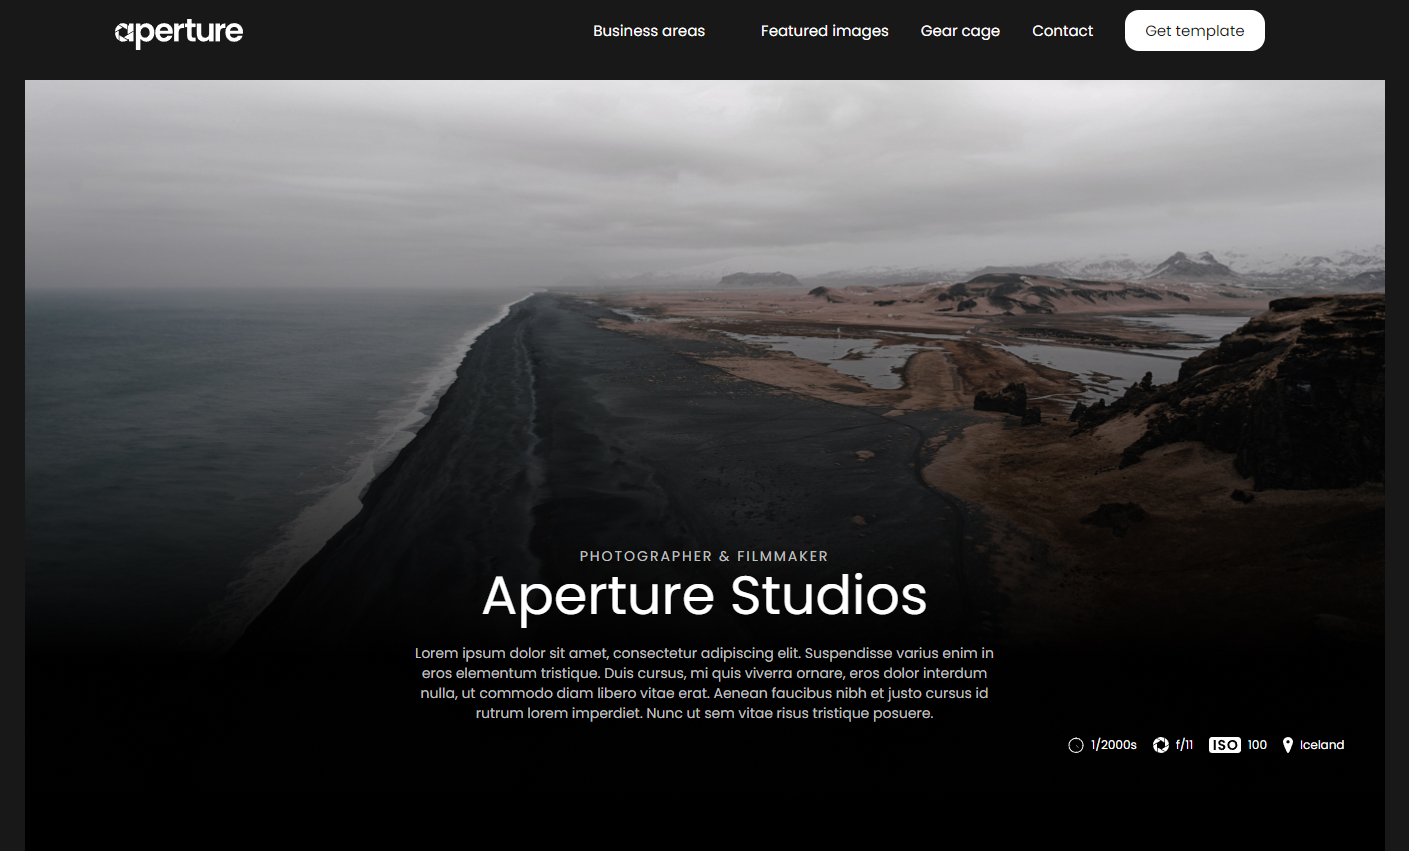 aperture
Business areas
Featured images
Gear cage
Contact
Get template
PHOTOGRAPHER & FILMMAKER
Aperture Studios
Lorem ipsum dolor sit amet, consectetur adipiscing elit. Suspendisse varius enim in
eros elementum tristique. Duis cursus, mi quis viverra ornare, eros dolor interdum
nulla, ut commodo diam libero vitae erat. Aenean faucibus nibh et justo cursus id
rutrum lorem imperdiet. Nunc ut sem vitae risus tristique posuere.
1/2000s f/11 ISO 100 Iceland